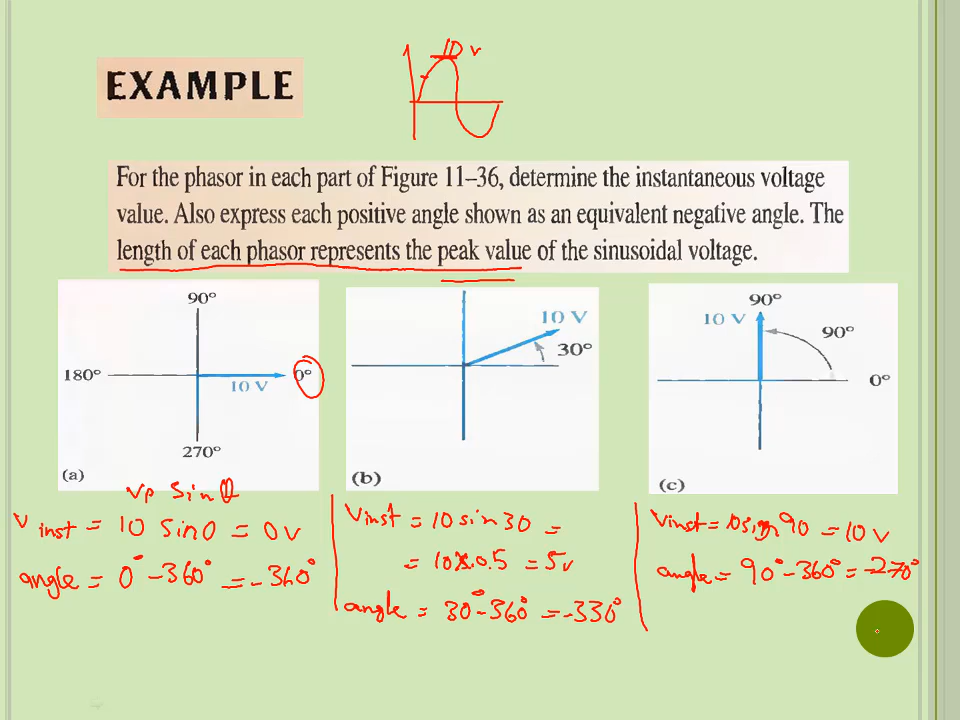 10 v
EXAMPLE
For the phasor in each part of Figure 11–36, determine the instantaneous voltage
value. Also express each positive angle shown as an equivalent negative angle. The
length of each phasor represents the peak value of the sinusoidal voltage.
90°
180°
0°
10 V
270°
(a)
10 V
30°
(b)
90°
10 V
90°
0°
(c)
Vp sin θ
v inst = 10 sin 0 = 0 v
angle = 0° - 360° = - 360°
Vinst = 10 sin 30 =
= 10 x 0.5 = 5 v
angle = 30° - 360° = - 330°
Vinst = 10 sin 90 = 10 v
angle = 90° - 360° = - 270°